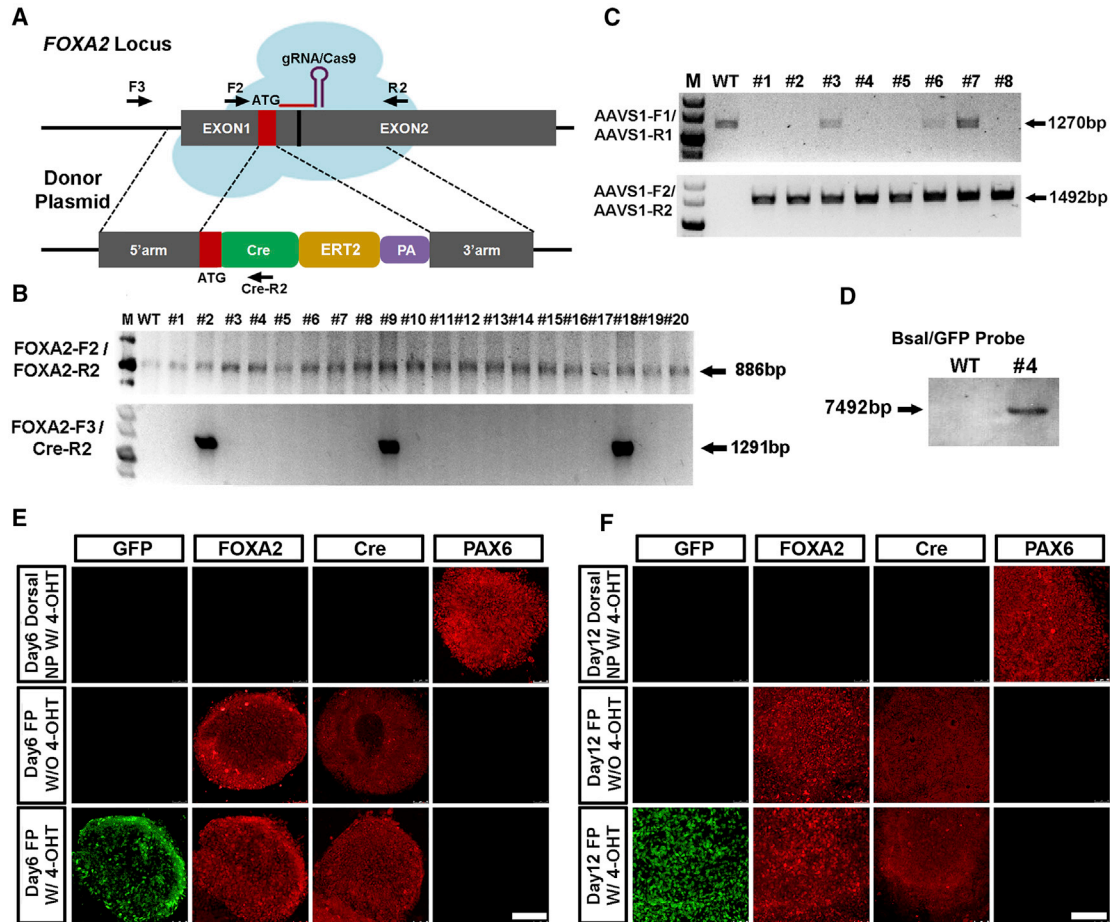 A
FOXA2 Locus
gRNA/Cas9
F3
F2
ATG
R2
EXON1
EXON2
Donor
Plasmid
5'arm
Cre
ERT2
PA
3'arm
ATG
Cre-R2
B
M WT #1 #2 #3 #4 #5 #6 #7 #8 #9 #10 #11 #12 #13 #14 #15 #16 #17 #18 #19 #20
FOXA2-F2 /
FOXA2-R2
886bp
FOXA2-F3 /
Cre-R2
1291bp
C
M WT #1 #2 #3 #4 #5 #6 #7 #8
AAVS1-F1/
AAVS1-R1
1270bp
AAVS1-F2/
AAVS1-R2
1492bp
D
BsaI/GFP Probe
WT #4
7492bp
E
GFP FOXA2 Cre PAX6
Day6 Dorsal
NP W/ 4-OHT
Day6 FP
W/O 4-OHT
Day6 FP
W/ 4-OHT
F
GFP FOXA2 Cre PAX6
Day12 Dorsal
NP W/ 4-OHT
Day12 FP
W/O 4-OHT
Day12 FP
W/ 4-OHT